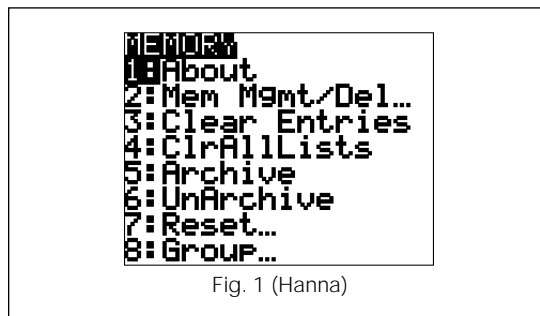 MEMORY
1:About
2:Mem Mgmt/Del…
3:Clear Entries
4:ClrAllLists
5:Archive
6:UnArchive
7:Reset…
8:Group…
Fig. 1 (Hanna)